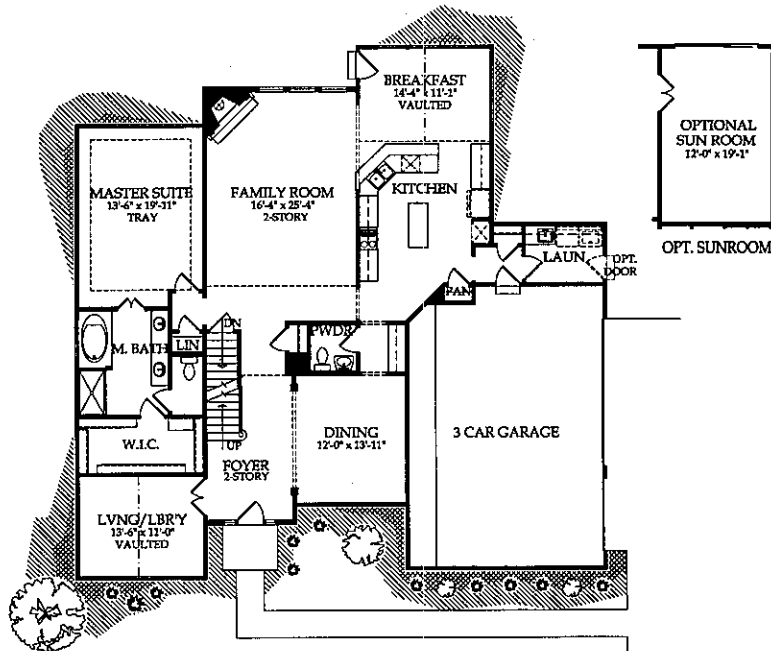 BREAKFAST
14'-4" x 11'-1"
VAULTED
OPTIONAL
SUN ROOM
12'-0" x 19'-1"
OPT. SUNROOM
MASTER SUITE
13'-6" x 19'-11"
TRAY
FAMILY ROOM
16'-4" x 25'-4"
2-STORY
KITCHEN
LAUN
OPT.
DOOR
PAN
DN
PWDR
M. BATH
LIN
UP
W.I.C.
FOYER
2-STORY
DINING
12'-0" x 13'-11"
3 CAR GARAGE
LVNG/LBR'Y
13'-6" x 11'-0"
VAULTED